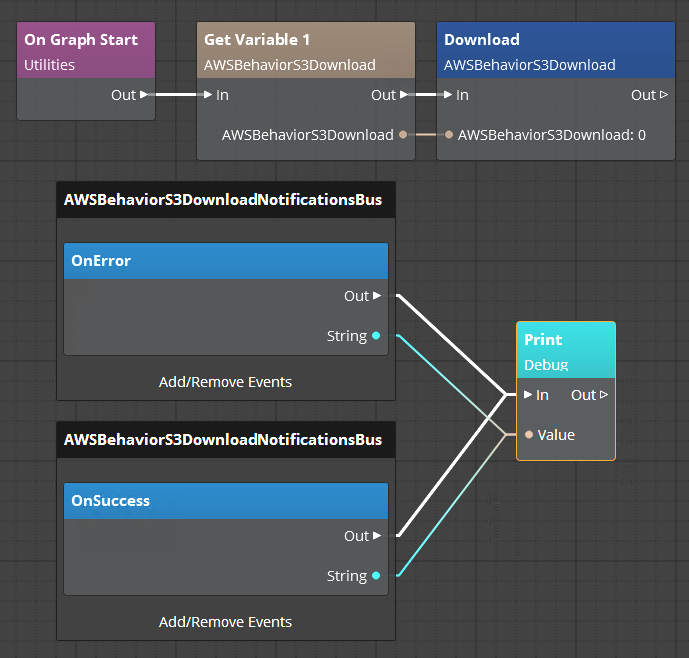 On Graph Start
Utilities
Out
Get Variable 1
AWSBehaviorS3Download
In
Out
AWSBehaviorS3Download
Download
AWSBehaviorS3Download
In
Out
AWSBehaviorS3Download: 0
AWSBehaviorS3DownloadNotificationsBus
OnError
Out
String
Add/Remove Events
Print
Debug
In
Out
Value
AWSBehaviorS3DownloadNotificationsBus
OnSuccess
Out
String
Add/Remove Events